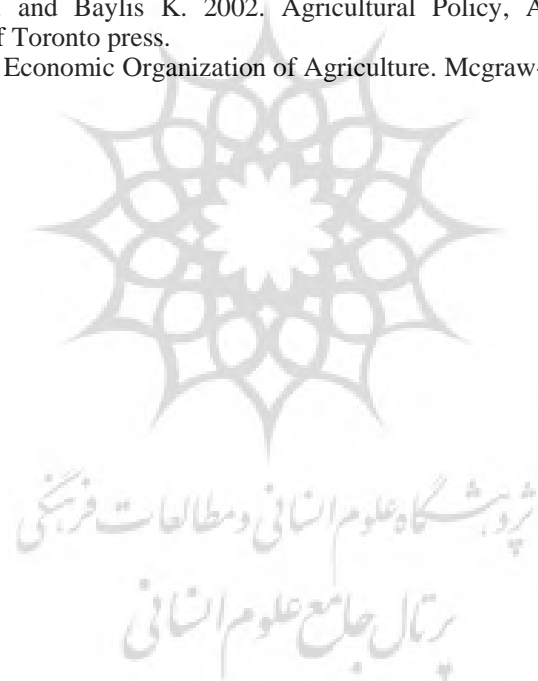 and Baylis K. 2002. Agricultural Policy, A
f Toronto press.
Economic Organization of Agriculture. Mcgraw-
پژوهشگاه علوم انسانی و مطالعات فرهنگی
پرتال جامع علوم انسانی